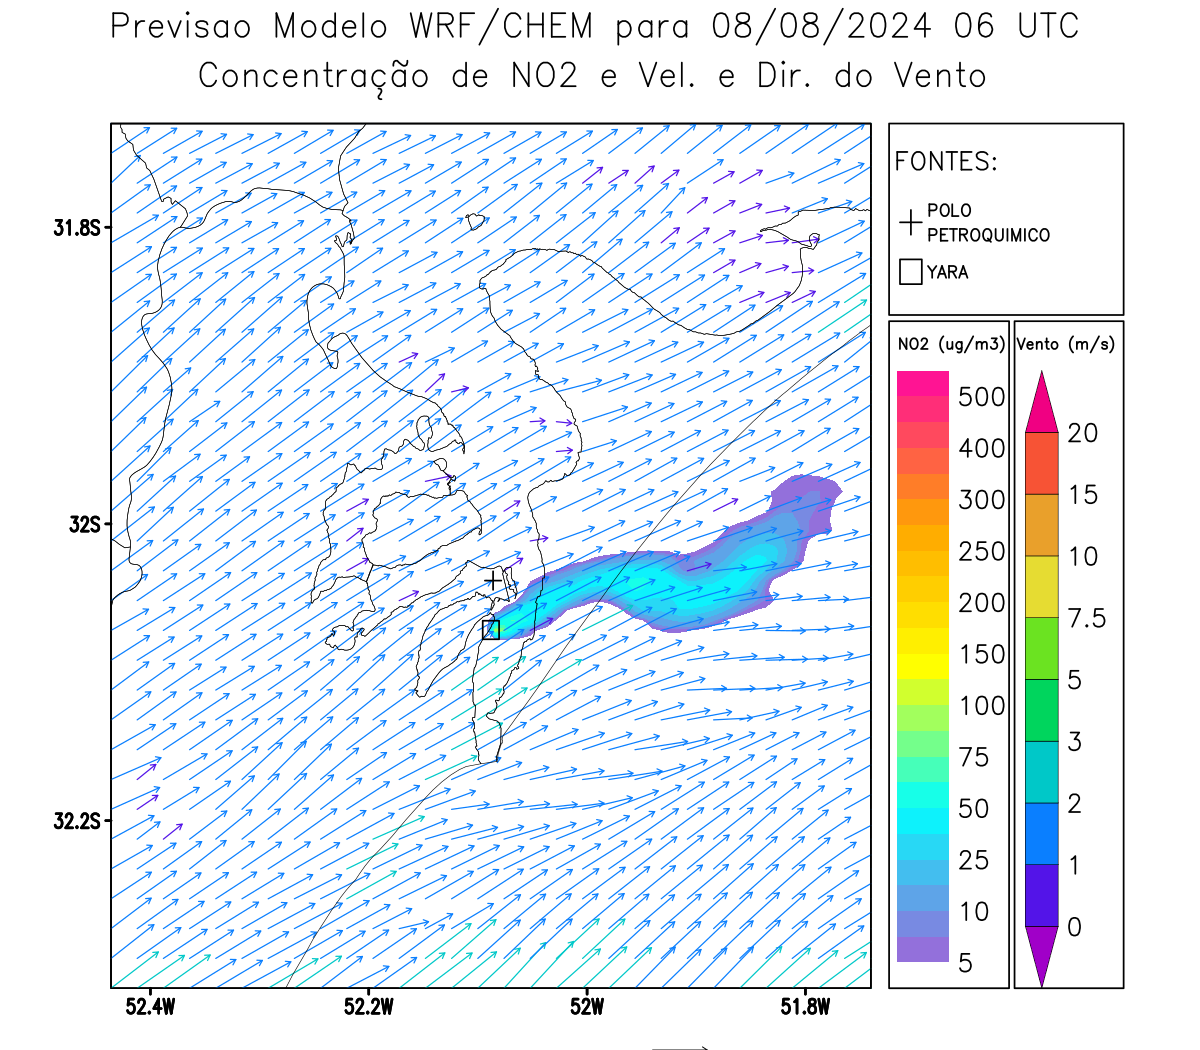 Previsao Modelo WRF/CHEM para 08/08/2024 06 UTC
Concentração de NO2 e Vel. e Dir. do Vento
FONTES:
POLO
PETROQUIMICO
YARA
NO2 (ug/m3)
500
400
300
250
200
150
100
75
50
25
10
5
Vento (m/s)
20
15
10
7.5
5
3
2
1
0
31.8S
32S
32.2S
52.4W
52.2W
52W
51.8W